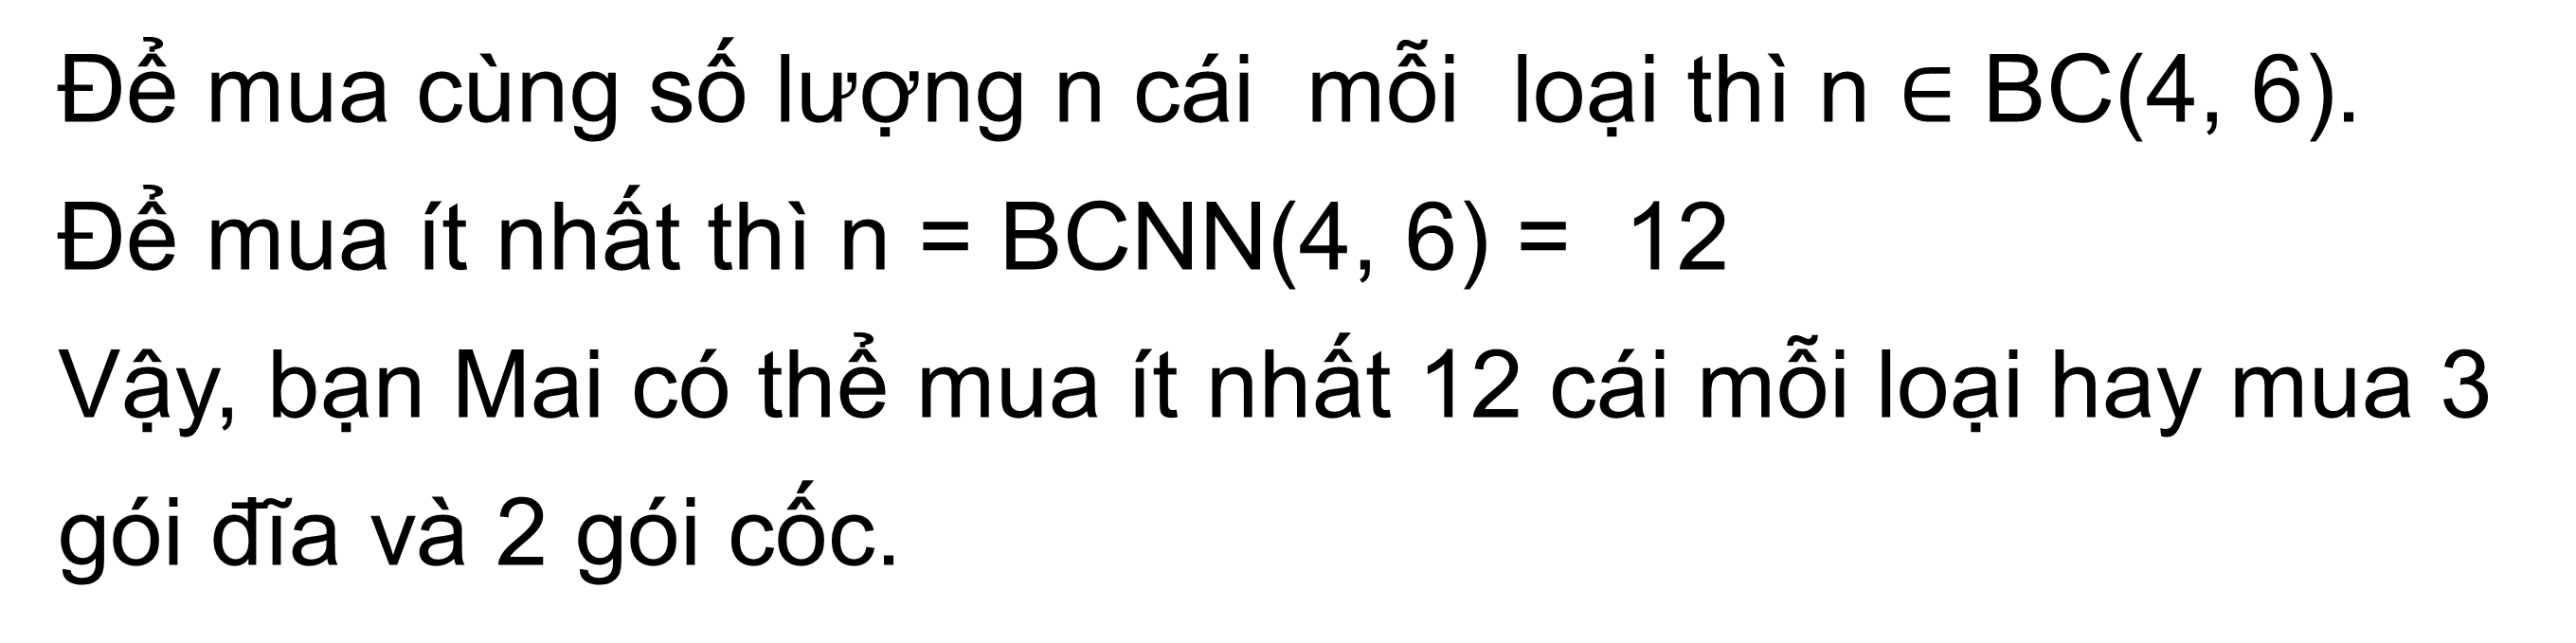 Để mua cùng số lượng n cái mỗi loại thì n ∈ BC(4, 6).
Để mua ít nhất thì n = BCNN(4, 6) = 12
Vậy, bạn Mai có thể mua ít nhất 12 cái mỗi loại hay mua 3
gói đĩa và 2 gói cốc.